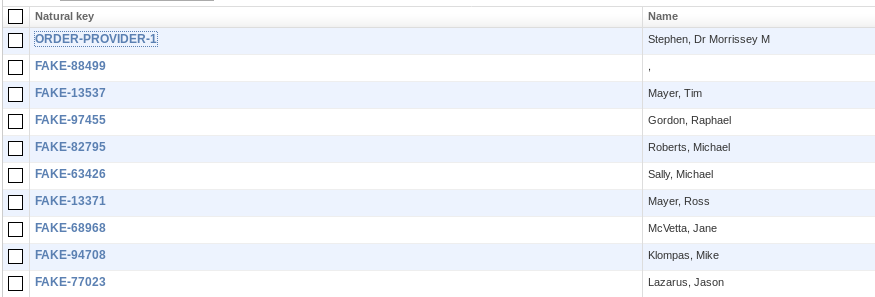 Natural key Name
ORDER-PROVIDER-1 Stephen, Dr Morrissey M
FAKE-88499 ,
FAKE-13537 Mayer, Tim
FAKE-97455 Gordon, Raphael
FAKE-82795 Roberts, Michael
FAKE-63426 Sally, Michael
FAKE-13371 Mayer, Ross
FAKE-68968 McVetta, Jane
FAKE-94708 Klompas, Mike
FAKE-77023 Lazarus, Jason